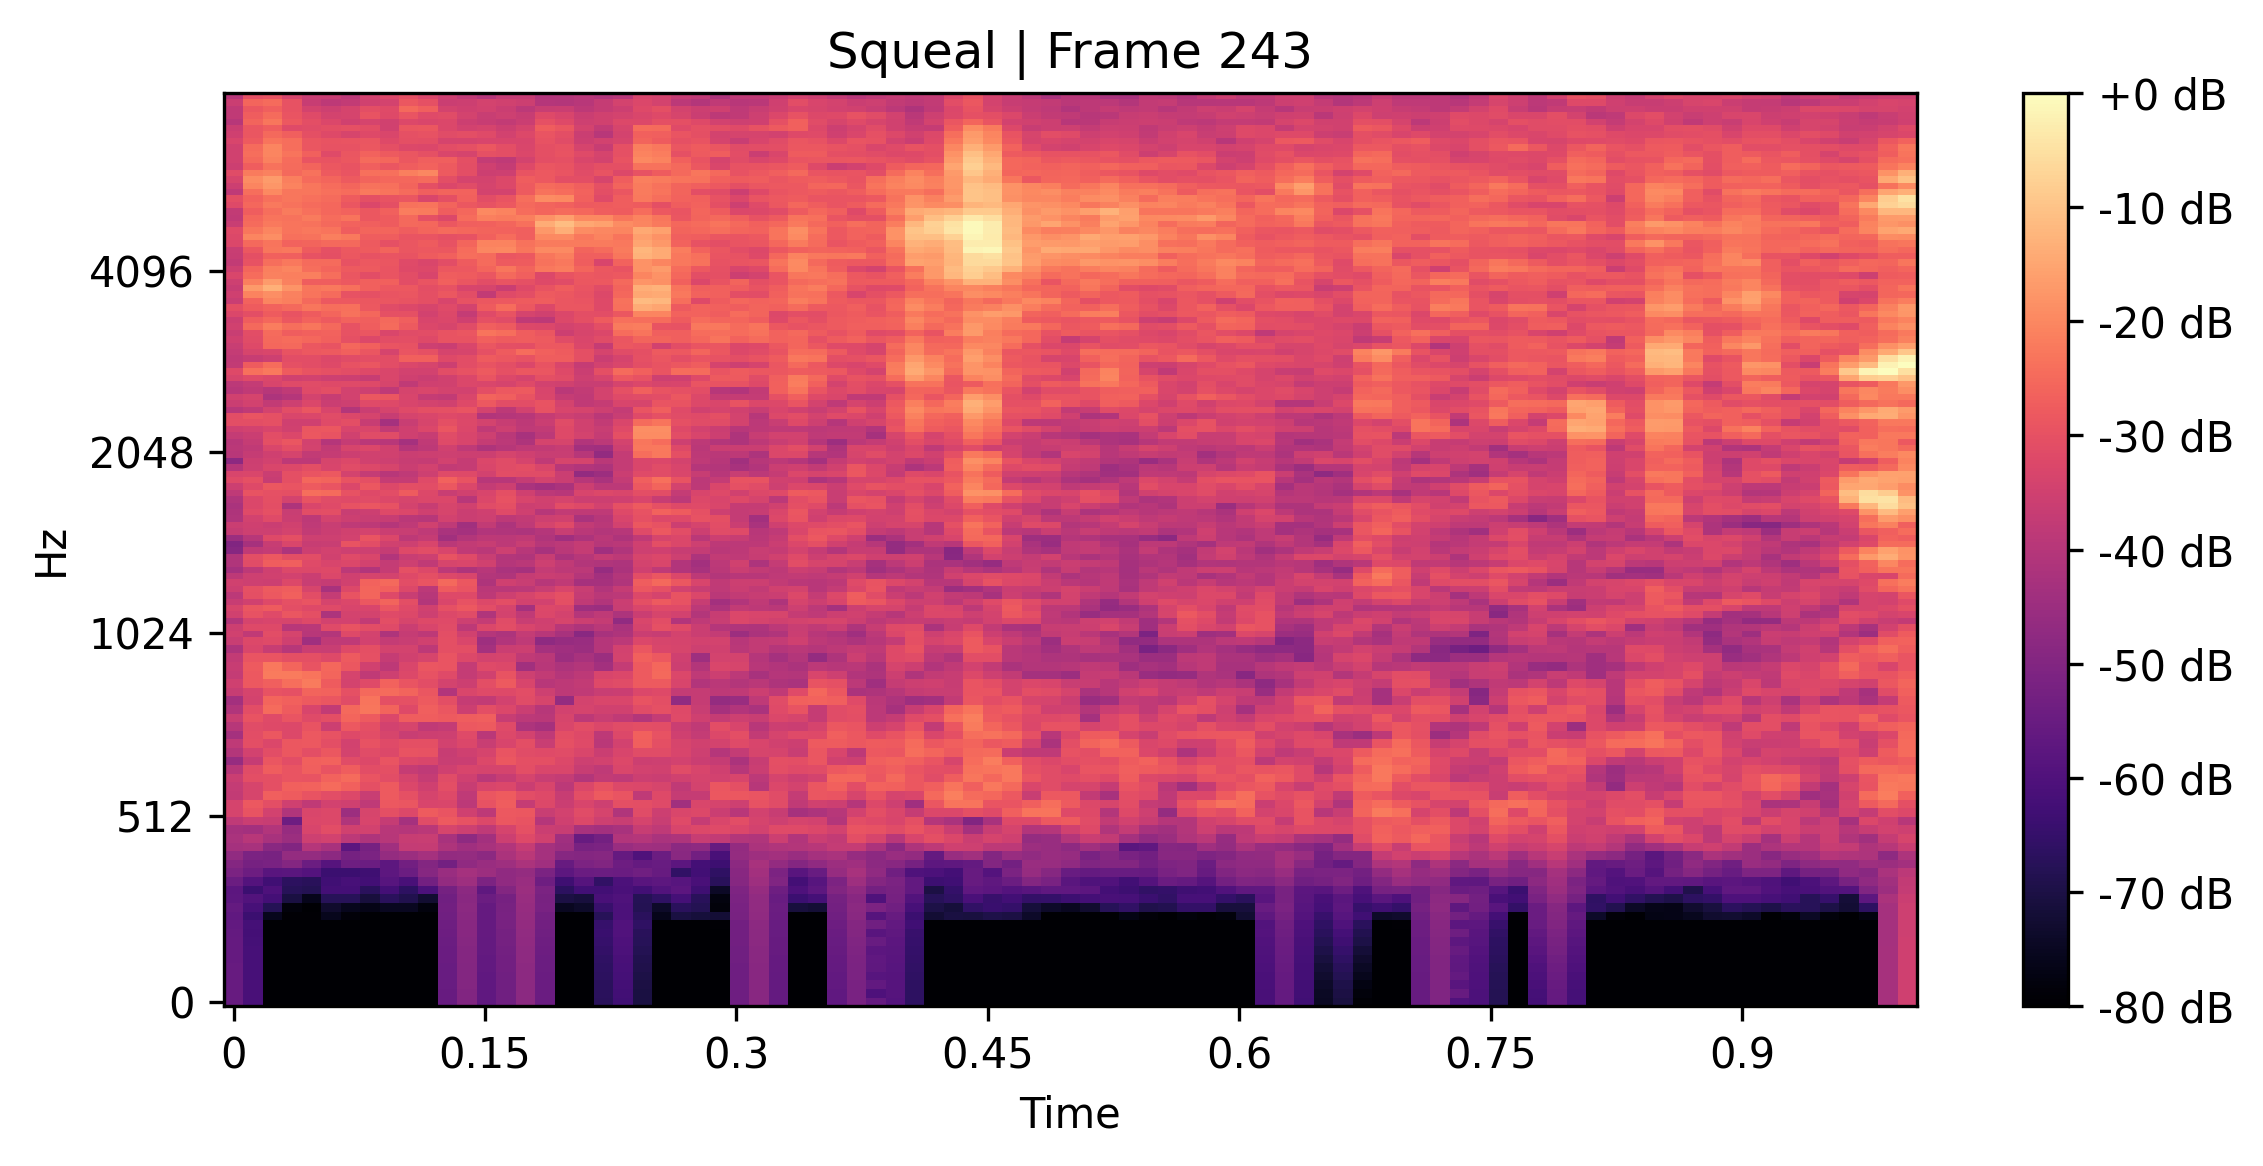 Squeal | Frame 243
+0 dB
-10 dB
-20 dB
-30 dB
-40 dB
-50 dB
-60 dB
-70 dB
-80 dB
4096
2048
1024
512
0
Hz
0 0.15 0.3 0.45 0.6 0.75 0.9
Time